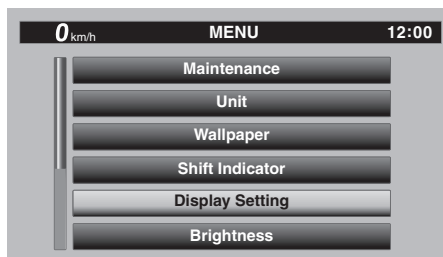 0 km/h MENU 12:00
Maintenance
Unit
Wallpaper
Shift Indicator
Display Setting
Brightness